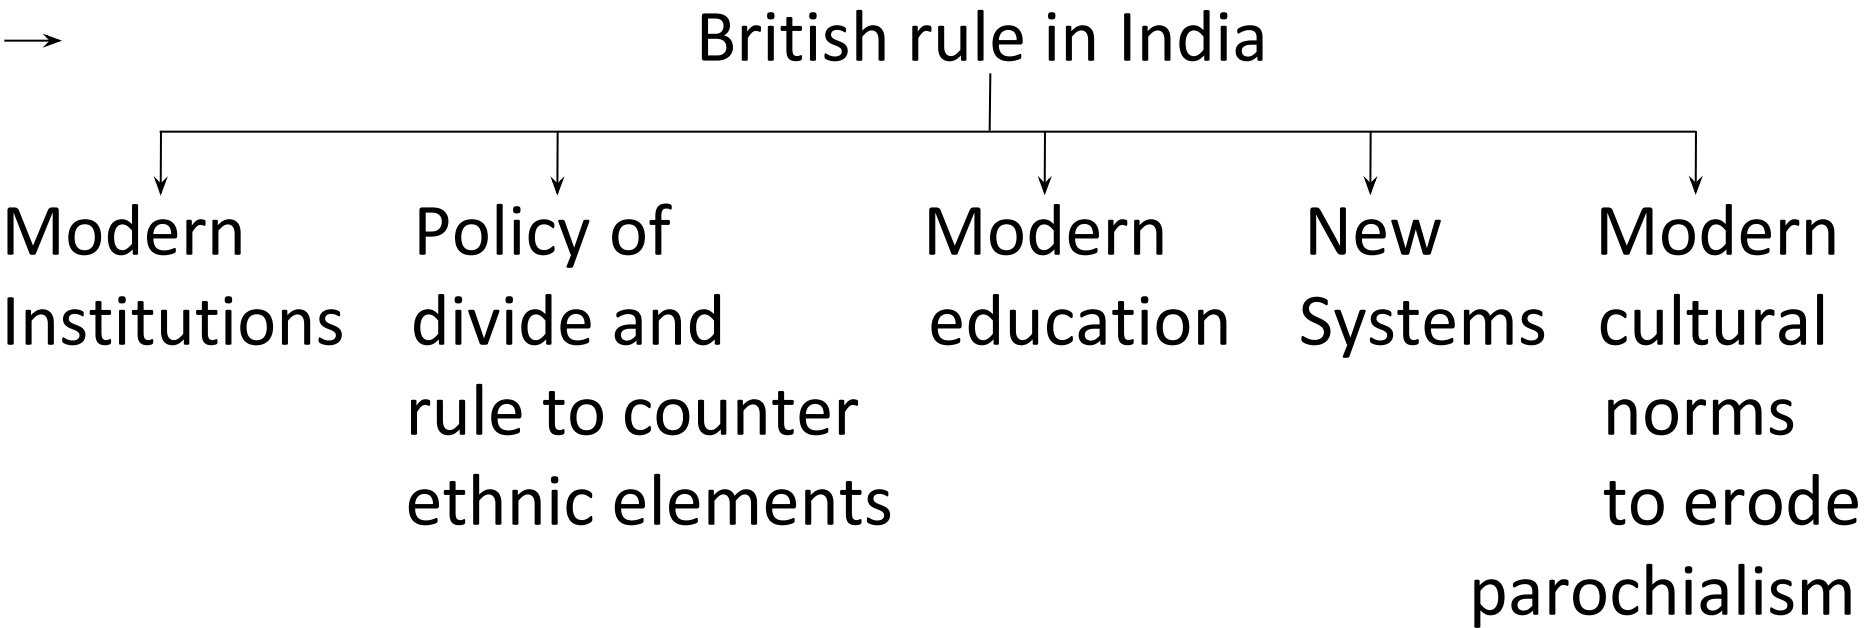 British rule in India
Modern
Institutions
Policy of
divide and
rule to counter
ethnic elements
Modern
education
New
Systems
Modern
cultural
norms
to erode
parochialism